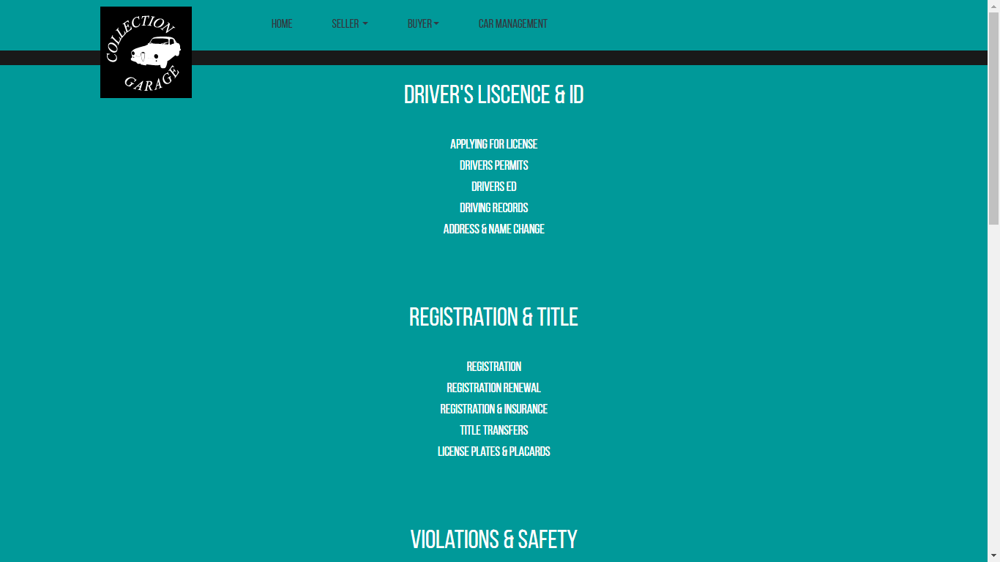 COLLECTION
GARAGE
HOME SELLER BUYER CAR MANAGEMENT
DRIVER'S LISCENCE & ID
APPLYING FOR LICENSE
DRIVERS PERMITS
DRIVERS ED
DRIVING RECORDS
ADDRESS & NAME CHANGE
REGISTRATION & TITLE
REGISTRATION
REGISTRATION RENEWAL
REGISTRATION & INSURANCE
TITLE TRANSFERS
LICENSE PLATES & PLACARDS
VIOLATIONS & SAFETY